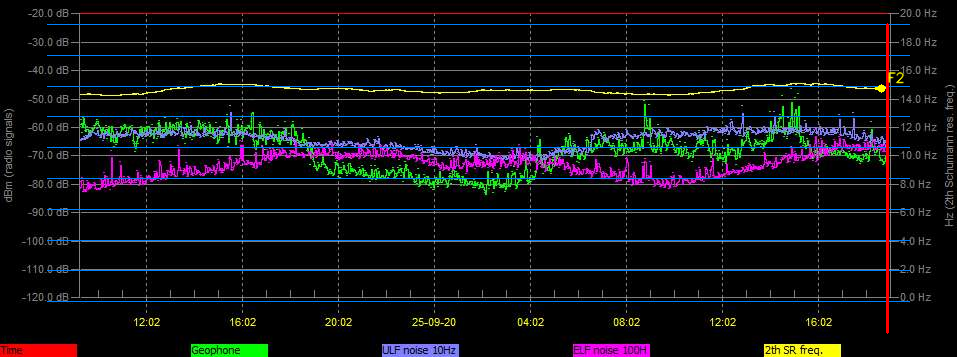 -20.0 dB 20.0 Hz
-30.0 dB 18.0 Hz
-40.0 dB 16.0 Hz
F2
-50.0 dB 14.0 Hz
-60.0 dB 12.0 Hz
-70.0 dB 10.0 Hz
-80.0 dB 8.0 Hz
-90.0 dB 6.0 Hz
-100.0 dB 4.0 Hz
-110.0 dB 2.0 Hz
-120.0 dB 0.0 Hz
dBm (radio signals)
Hz (2th Schumann res. freq.)
12:02 16:02 20:02 25-09-20 04:02 08:02 12:02 16:02
Time Geophone ULF noise 10Hz ELF noise 100H 2th SR freq.